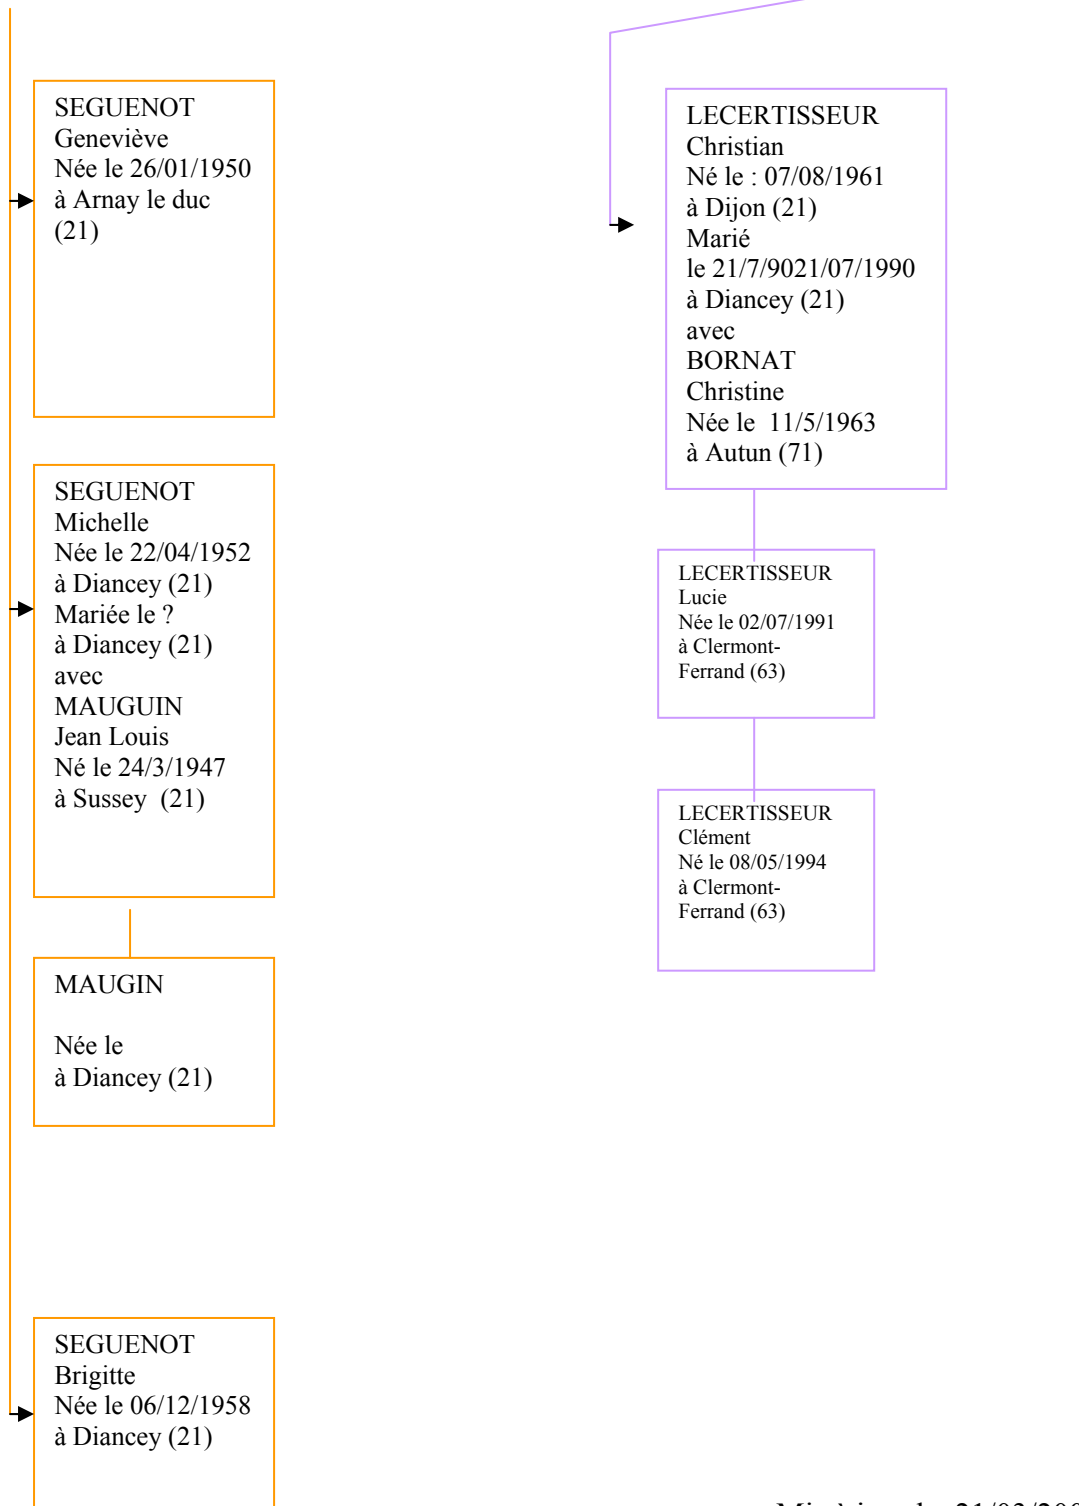 SEGUENOT
Geneviève
Née le 26/01/1950
à Arnay le duc
(21)
SEGUENOT
Michelle
Née le 22/04/1952
à Diancey (21)
Mariée le ?
à Diancey (21)
avec
MAUGUIN
Jean Louis
Né le 24/3/1947
à Sussey  (21)
MAUGIN
Née le
à Diancey (21)
SEGUENOT
Brigitte
Née le 06/12/1958
à Diancey (21)
LECERTISSEUR
Christian
Né le : 07/08/1961
à Dijon (21)
Marié
le 21/7/9021/07/1990
à Diancey (21)
avec
BORNAT
Christine
Née le  11/5/1963
à Autun (71)
LECERTISSEUR
Lucie
Née le 02/07/1991
à Clermont-
Ferrand (63)
LECERTISSEUR
Clément
Né le 08/05/1994
à Clermont-
Ferrand (63)